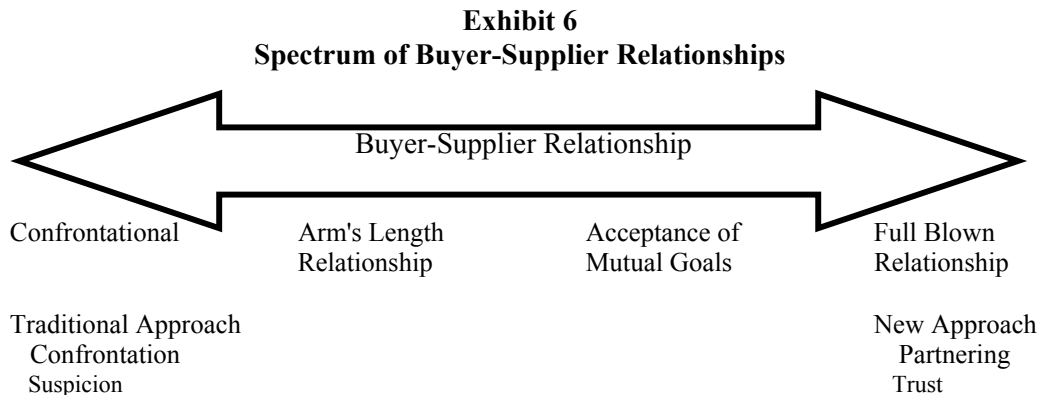 Exhibit 6
Spectrum of Buyer-Supplier Relationships
Buyer-Supplier Relationship
Confrontational
Arm's Length
Relationship
Acceptance of
Mutual Goals
Full Blown
Relationship
Traditional Approach
Confrontation
Suspicion
New Approach
Partnering
Trust